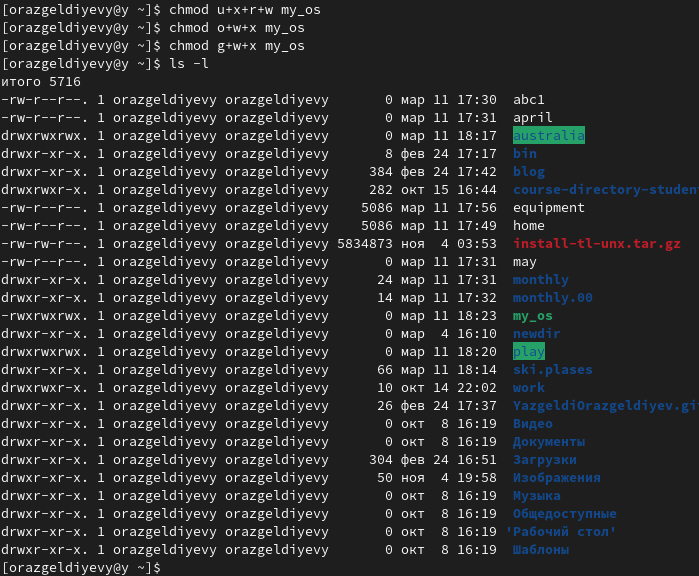 [orazgeldiyevy@y ~]$ chmod u+x+r+w my_os
[orazgeldiyevy@y ~]$ chmod o+w+x my_os
[orazgeldiyevy@y ~]$ chmod g+w+x my_os
[orazgeldiyevy@y ~]$ ls -l
итого 5716
-rw-r--r--. 1 orazgeldiyevy orazgeldiyevy 0 мар 11 17:30 abc1
-rw-r--r--. 1 orazgeldiyevy orazgeldiyevy 0 мар 11 17:31 april
drwxrwxrwx. 1 orazgeldiyevy orazgeldiyevy 0 мар 11 18:17 australia
drwxr-xr-x. 1 orazgeldiyevy orazgeldiyevy 8 фев 24 17:17 bin
drwxr-xr-x. 1 orazgeldiyevy orazgeldiyevy 384 фев 24 17:42 blog
drwxrwxr-x. 1 orazgeldiyevy orazgeldiyevy 282 окт 15 16:44 course-directory-studen
-rw-r--r--. 1 orazgeldiyevy orazgeldiyevy 5086 мар 11 17:56 equipment
-rw-r--r--. 1 orazgeldiyevy orazgeldiyevy 5086 мар 11 17:49 home
-rw-rw-r--. 1 orazgeldiyevy orazgeldiyevy 5834873 ноя 4 03:53 install-tl-unx.tar.gz
-rw-r--r--. 1 orazgeldiyevy orazgeldiyevy 0 мар 11 17:31 may
drwxr-xr-x. 1 orazgeldiyevy orazgeldiyevy 24 мар 11 17:31 monthly
drwxr-xr-x. 1 orazgeldiyevy orazgeldiyevy 14 мар 11 17:32 monthly.00
-rwxrwxrwx. 1 orazgeldiyevy orazgeldiyevy 0 мар 11 18:23 my_os
drwxr-xr-x. 1 orazgeldiyevy orazgeldiyevy 0 мар 4 16:10 newdir
drwxrwxrwx. 1 orazgeldiyevy orazgeldiyevy 0 мар 11 18:20 play
drwxr-xr-x. 1 orazgeldiyevy orazgeldiyevy 66 мар 11 18:14 ski.plases
drwxr-xr-x. 1 orazgeldiyevy orazgeldiyevy 10 окт 14 22:02 work
drwxr-xr-x. 1 orazgeldiyevy orazgeldiyevy 26 фев 24 17:37 YazgeldiOrazgeldiyev.gi
drwxr-xr-x. 1 orazgeldiyevy orazgeldiyevy 0 окт 8 16:19 Видео
drwxr-xr-x. 1 orazgeldiyevy orazgeldiyevy 0 окт 8 16:19 Документы
drwxr-xr-x. 1 orazgeldiyevy orazgeldiyevy 304 фев 24 16:51 Загрузки
drwxr-xr-x. 1 orazgeldiyevy orazgeldiyevy 50 ноя 4 19:58 Изображения
drwxr-xr-x. 1 orazgeldiyevy orazgeldiyevy 0 окт 8 16:19 Музыка
drwxr-xr-x. 1 orazgeldiyevy orazgeldiyevy 0 окт 8 16:19 Общедоступные
drwxr-xr-x. 1 orazgeldiyevy orazgeldiyevy 0 окт 8 16:19 'Рабочий стол'
drwxr-xr-x. 1 orazgeldiyevy orazgeldiyevy 0 окт 8 16:19 Шаблоны
[orazgeldiyevy@y ~]$